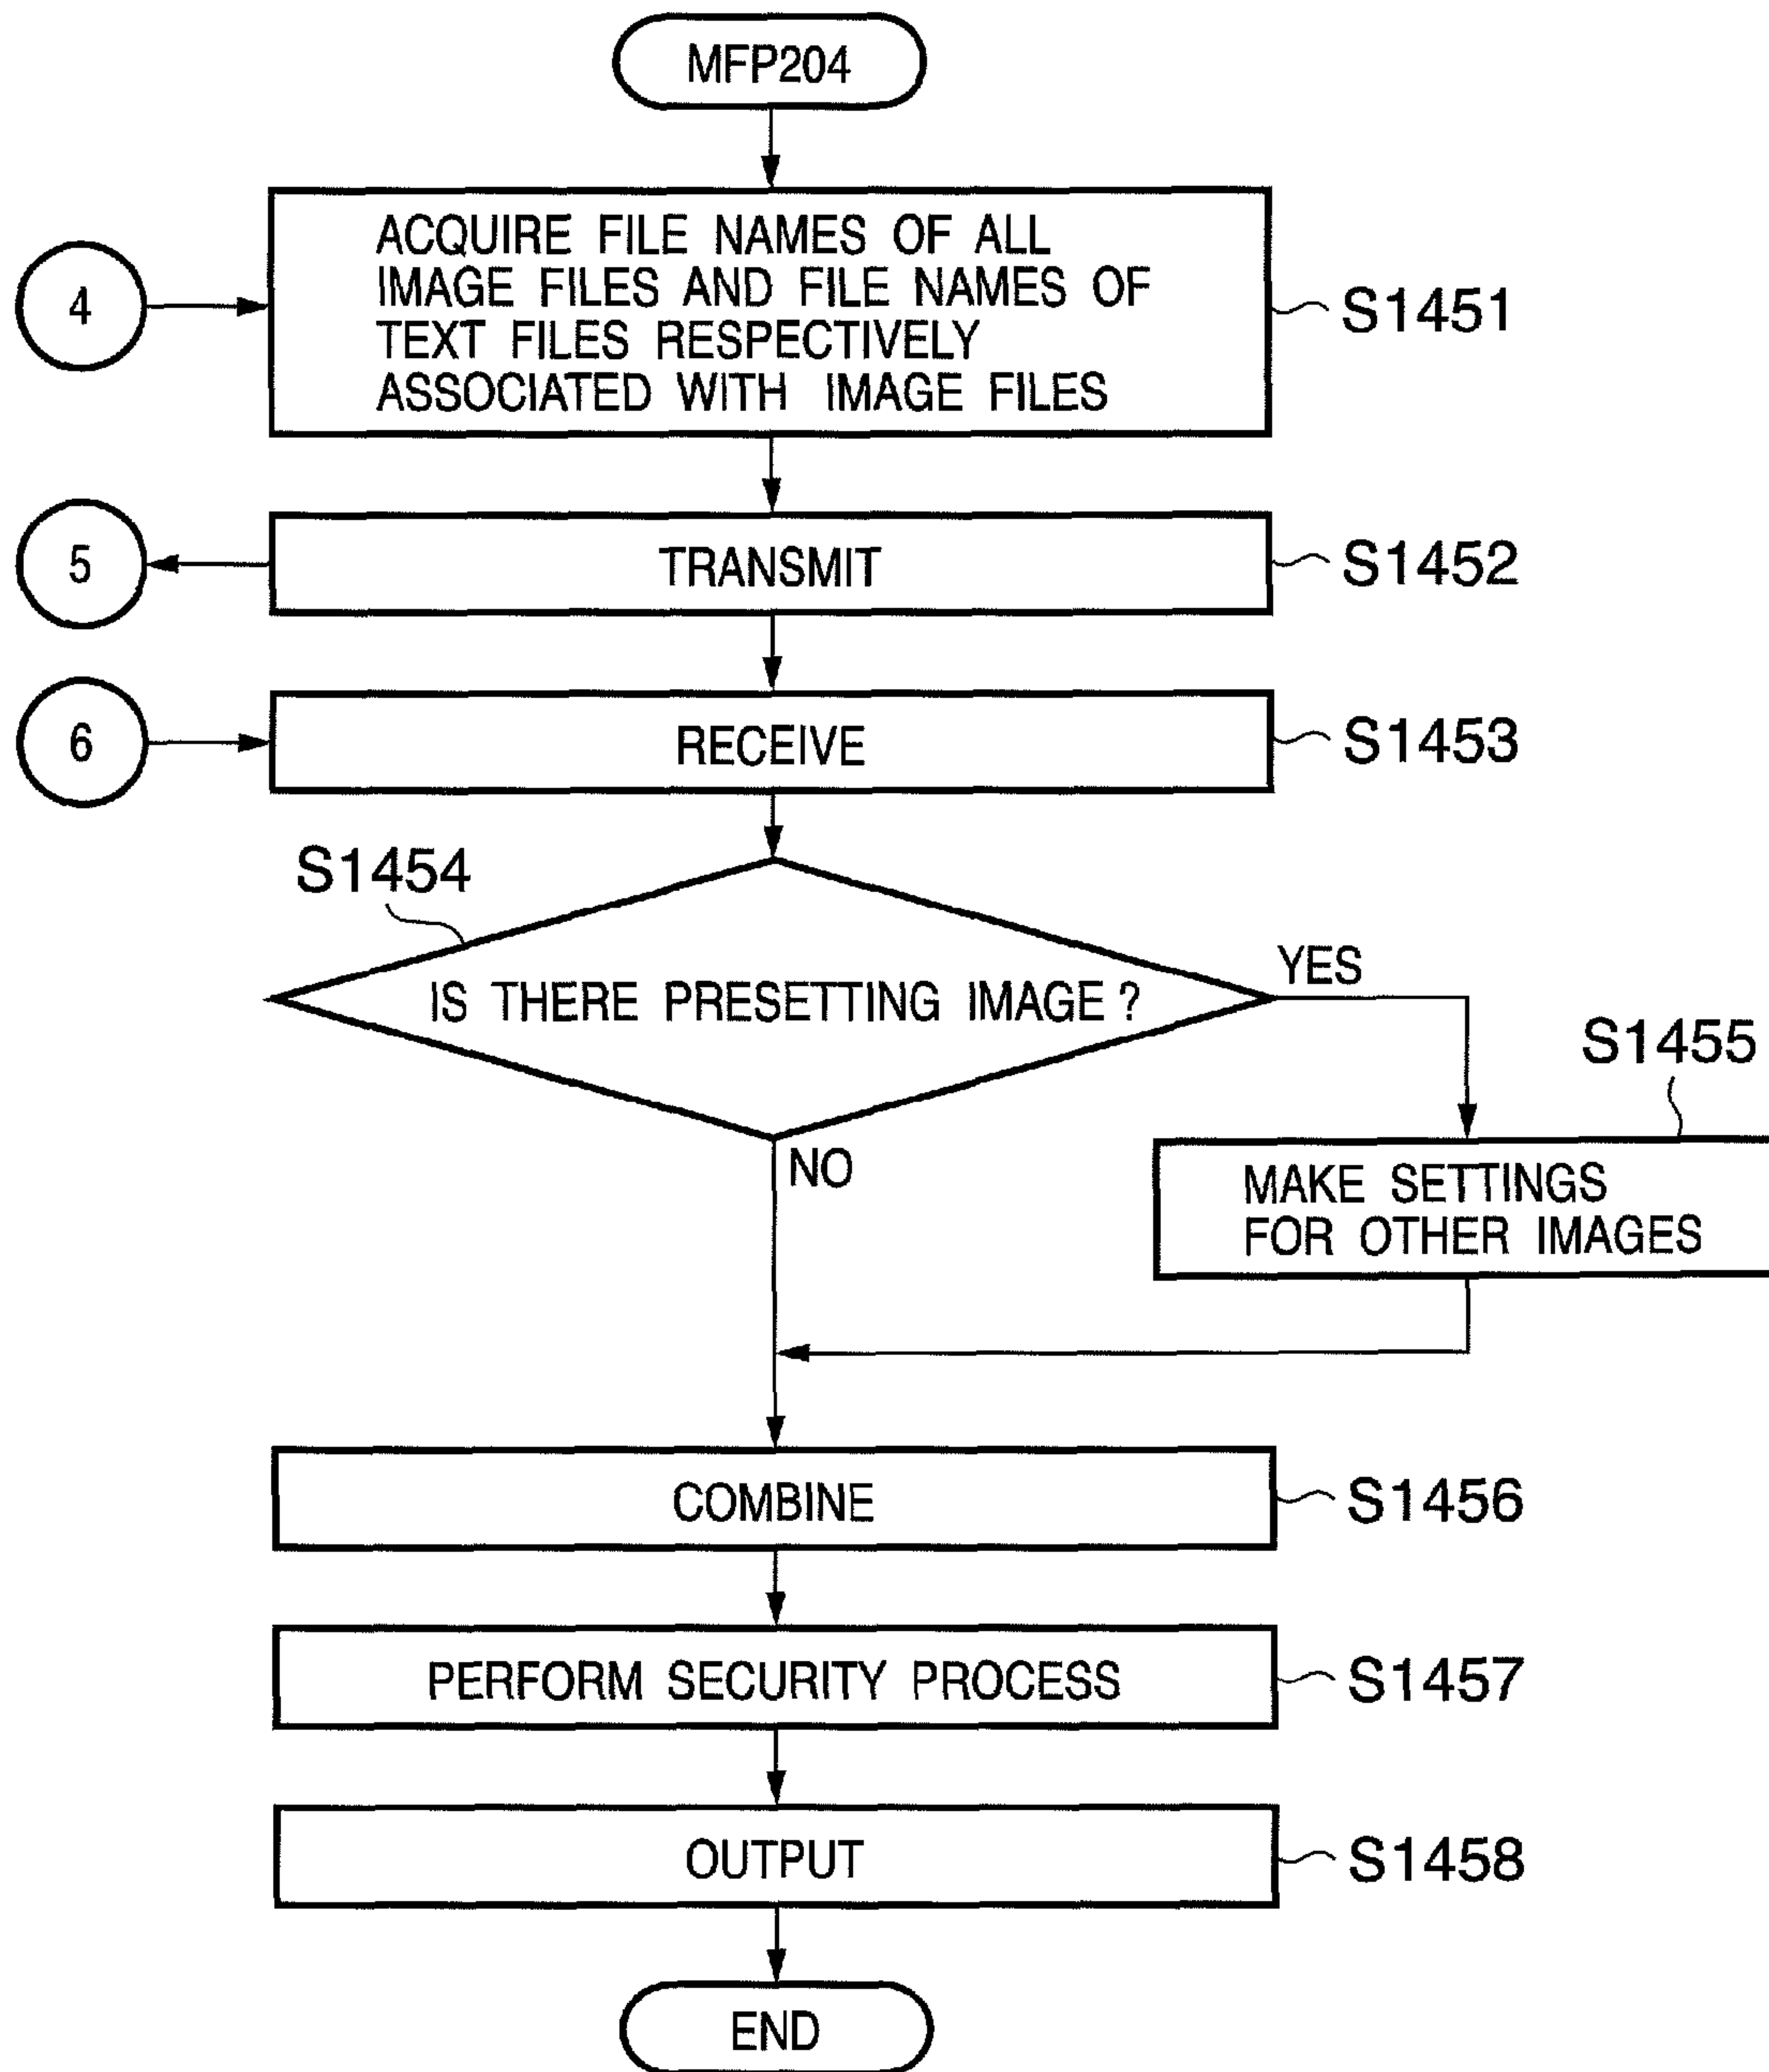 MFP204
4
ACQUIRE FILE NAMES OF ALL
IMAGE FILES AND FILE NAMES OF
TEXT FILES RESPECTIVELY
ASSOCIATED WITH IMAGE FILES
S1451
5
TRANSMIT
S1452
6
RECEIVE
S1453
S1454
IS THERE PRESETTING IMAGE ?
YES
NO
S1455
MAKE SETTINGS
FOR OTHER IMAGES
COMBINE
S1456
PERFORM SECURITY PROCESS
S1457
OUTPUT
S1458
END